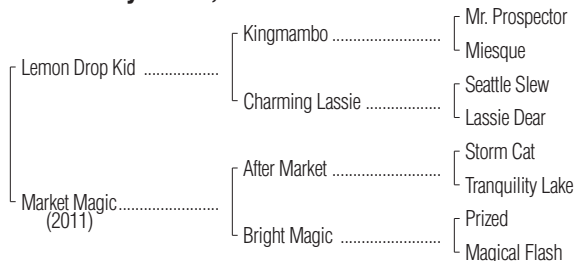 Mr. Prospector
Kingmambo ........................
Miesque
Lemon Drop Kid ................
Seattle Slew
Charming Lassie ................
Lassie Dear
Storm Cat
After Market ........................
Tranquility Lake
Market Magic ......................
(2011)
Prized
Bright Magic ......................
Magical Flash